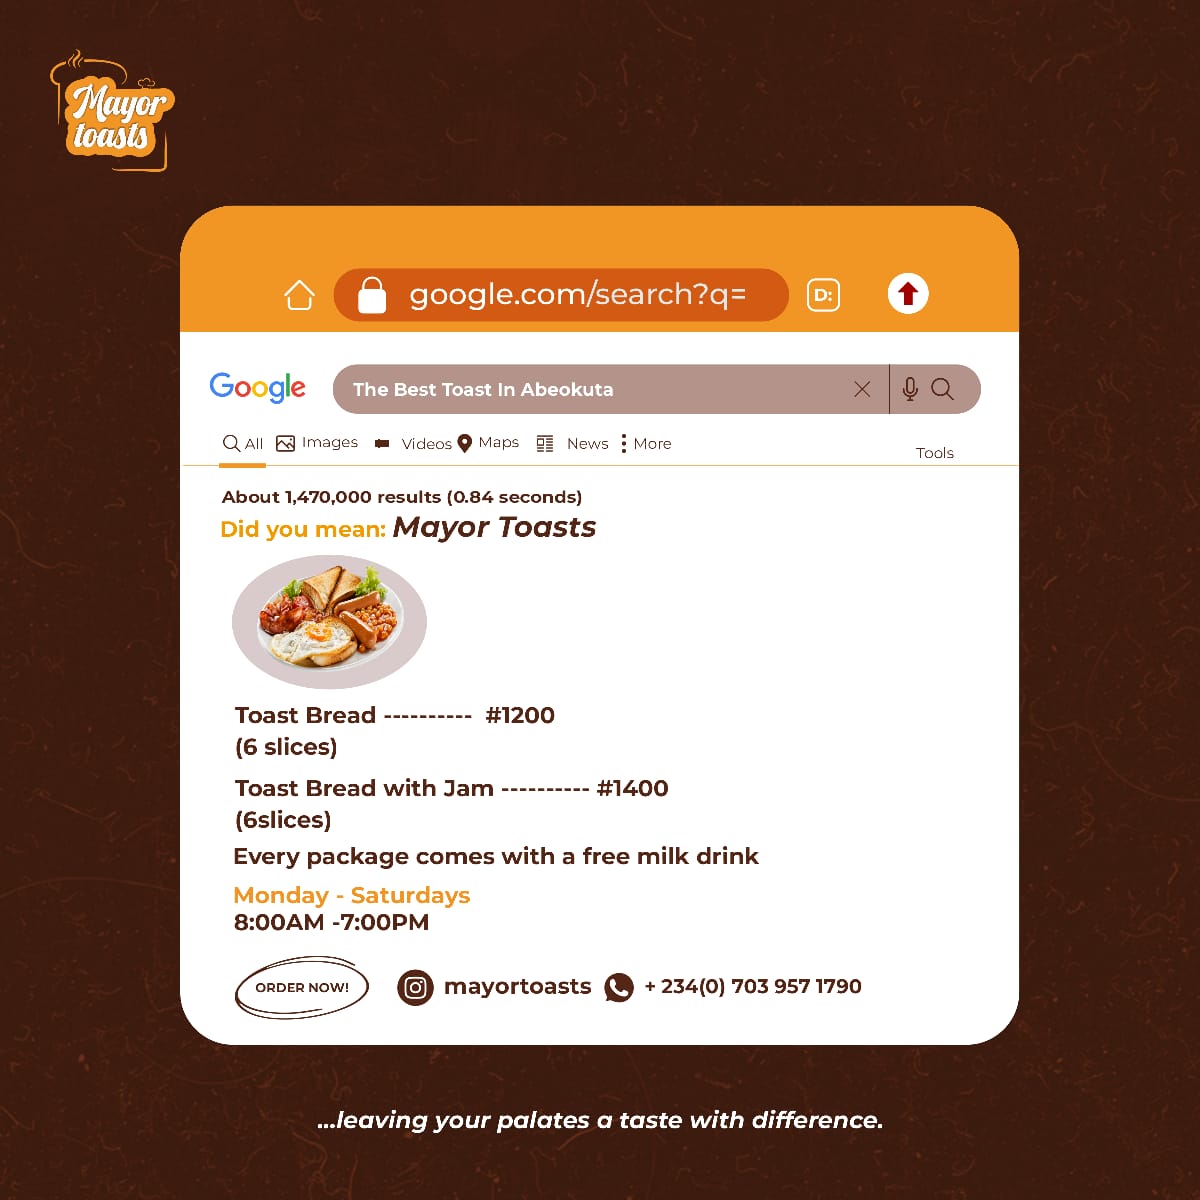 Mayor
toasts
google.com/search?q=
D:
Google
The Best Toast In Abeokuta
All Images Videos Maps News More
Tools
About 1,470,000 results (0.84 seconds)
Did you mean: Mayor Toasts
Toast Bread ---------- #1200
(6 slices)
Toast Bread with Jam ---------- #1400
(6slices)
Every package comes with a free milk drink
Monday - Saturdays
8:00AM -7:00PM
ORDER NOW! mayortoasts + 234(0) 703 957 1790
...leaving your palates a taste with difference.